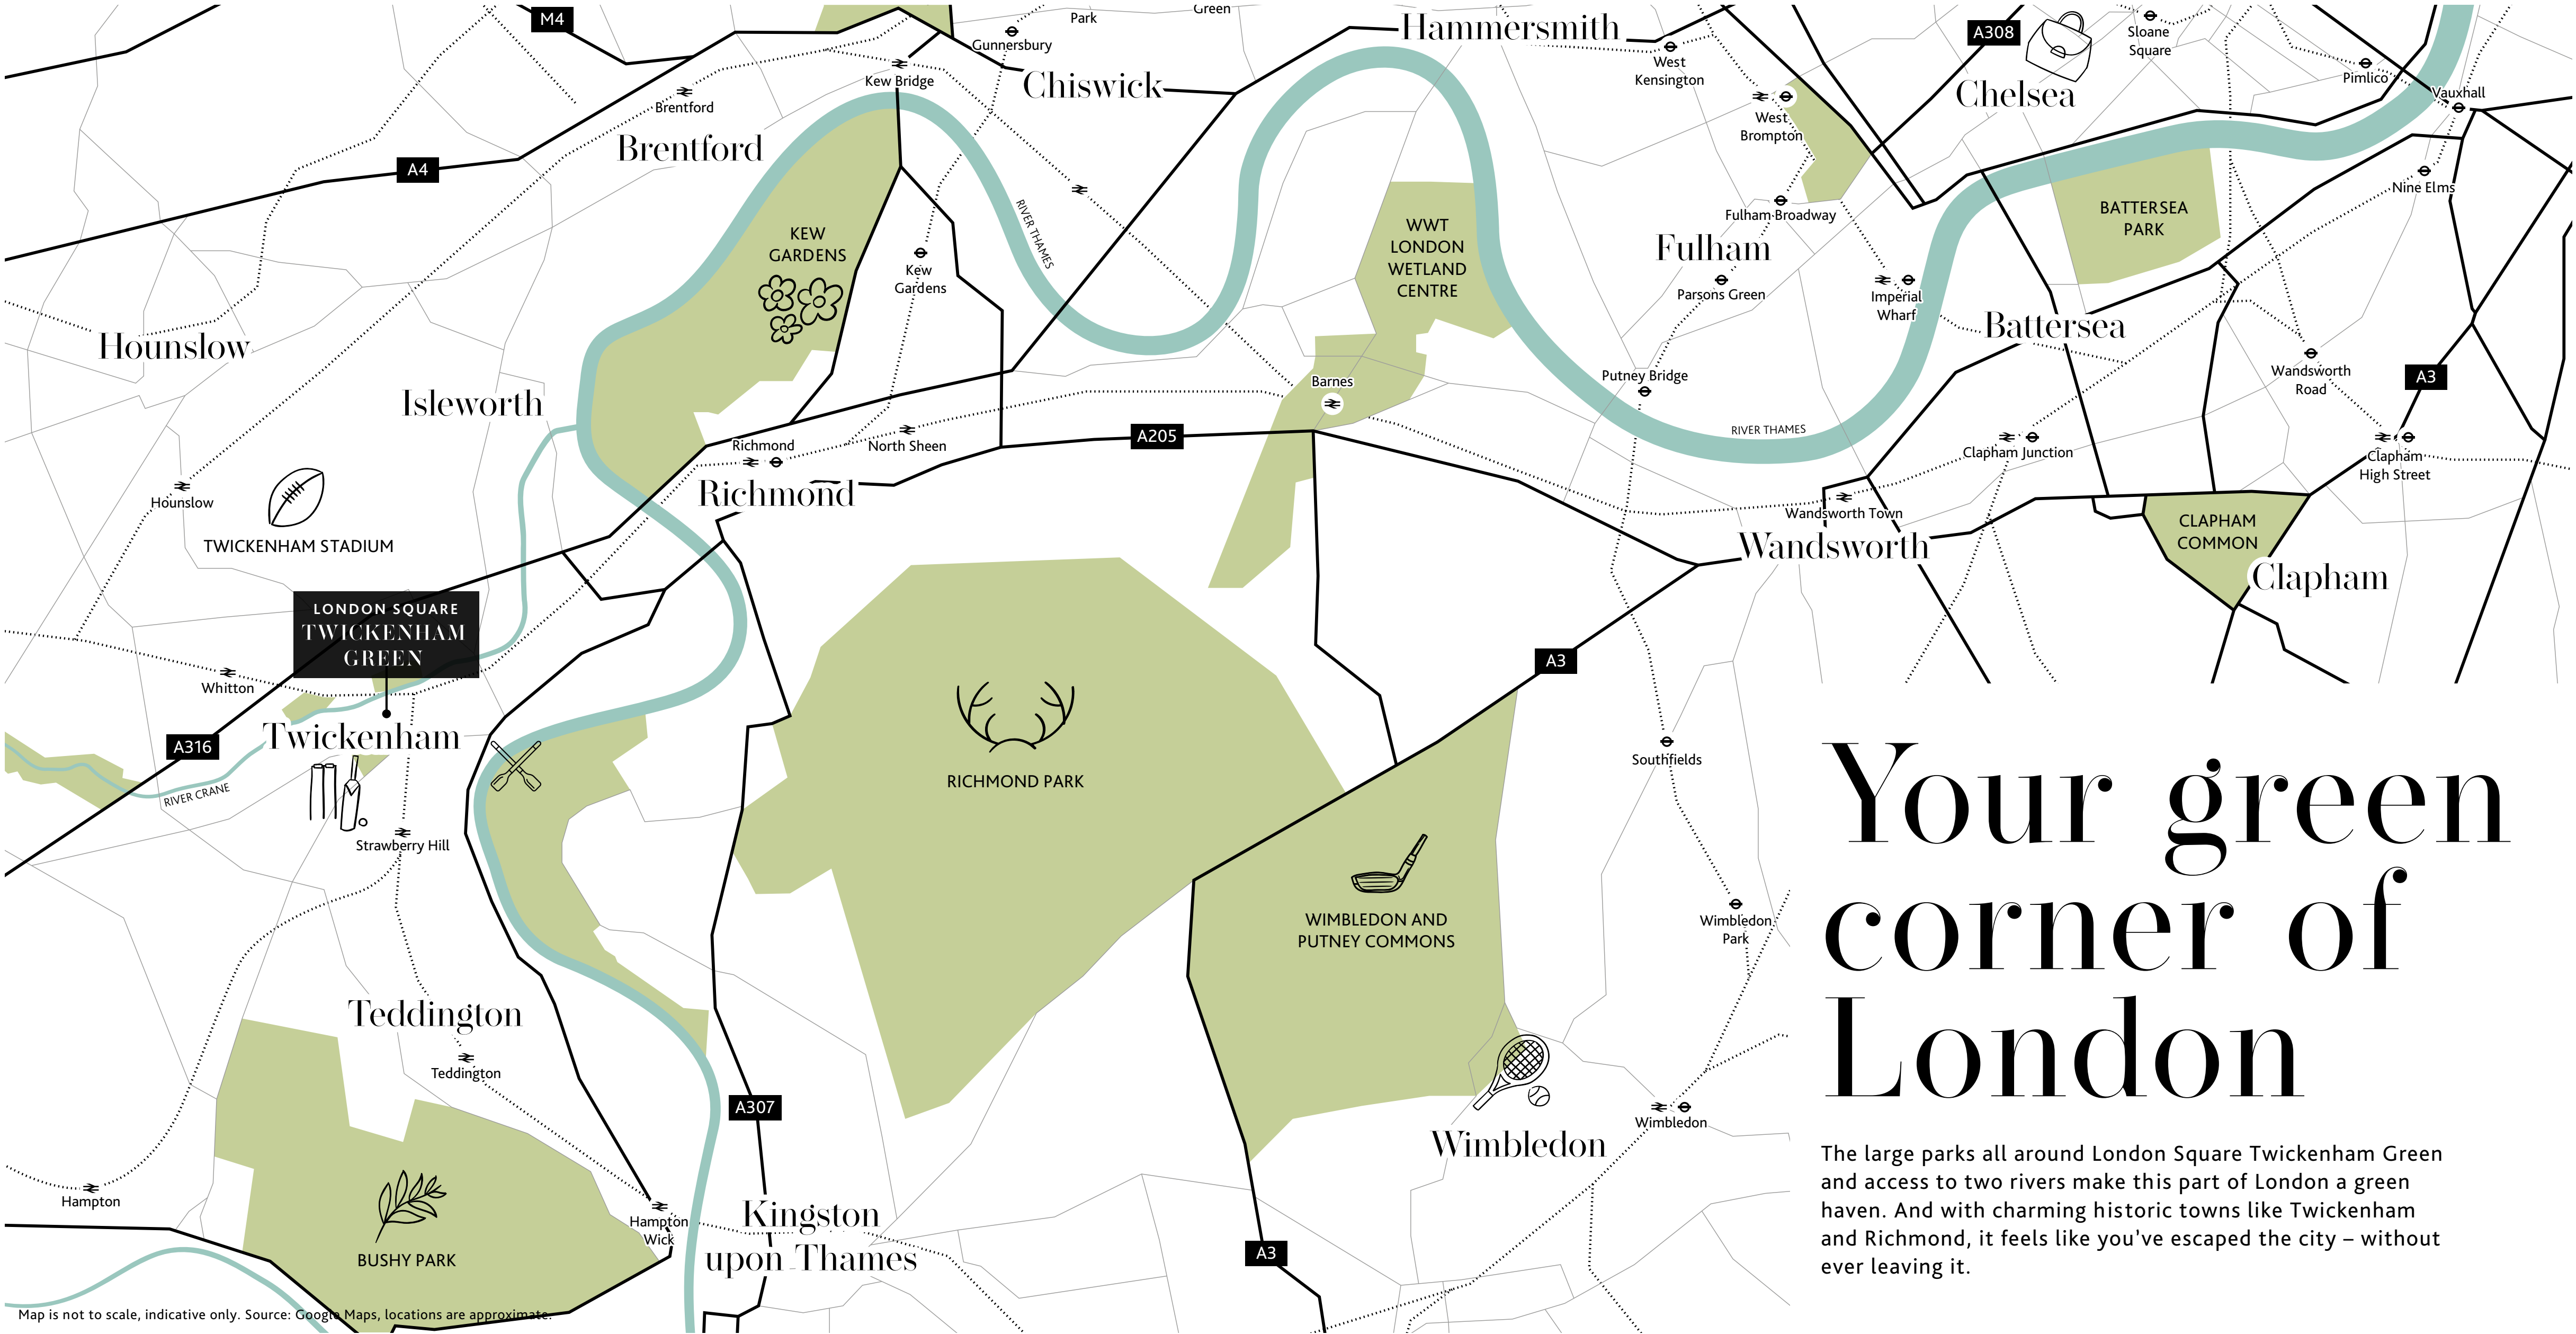 M4
Park
Green
Gunnersbury
Hammersmith
West
Kensington
A308
Sloane
Square
Pimlico
Vauxhall
Kew Bridge
Chiswick
Chelsea
Brentford
Brentford
West
Brompton
A4
Nine Elms
KEW
GARDENS
RIVER THAMES
WWT
LONDON
WETLAND
CENTRE
Fulham Broadway
Fulham
BATTERSEA
PARK
Kew
Gardens
Parsons Green
Imperial
Wharf
Battersea
Hounslow
Isleworth
Barnes
Putney Bridge
Wandsworth
Road
A3
Richmond
North Sheen
A205
RIVER THAMES
Clapham Junction
Clapham
High Street
Hounslow
Richmond
Wandsworth Town
TWICKENHAM STADIUM
Wandsworth
CLAPHAM
COMMON
Clapham
LONDON SQUARE
TWICKENHAM
GREEN
Whitton
A3
A316
Twickenham
RIVER CRANE
RICHMOND PARK
Southfields
Strawberry Hill
WIMBLEDON AND
PUTNEY COMMONS
Wimbledon
Park
Teddington
Teddington
A307
Wimbledon
Wimbledon
Hampton
Hampton
Wick
Kingston
upon Thames
BUSHY PARK
A3
Map is not to scale, indicative only. Source: Google Maps, locations are approximate.
Your green
corner of
London
The large parks all around London Square Twickenham Green
and access to two rivers make this part of London a green
haven. And with charming historic towns like Twickenham
and Richmond, it feels like you’ve escaped the city – without
ever leaving it.